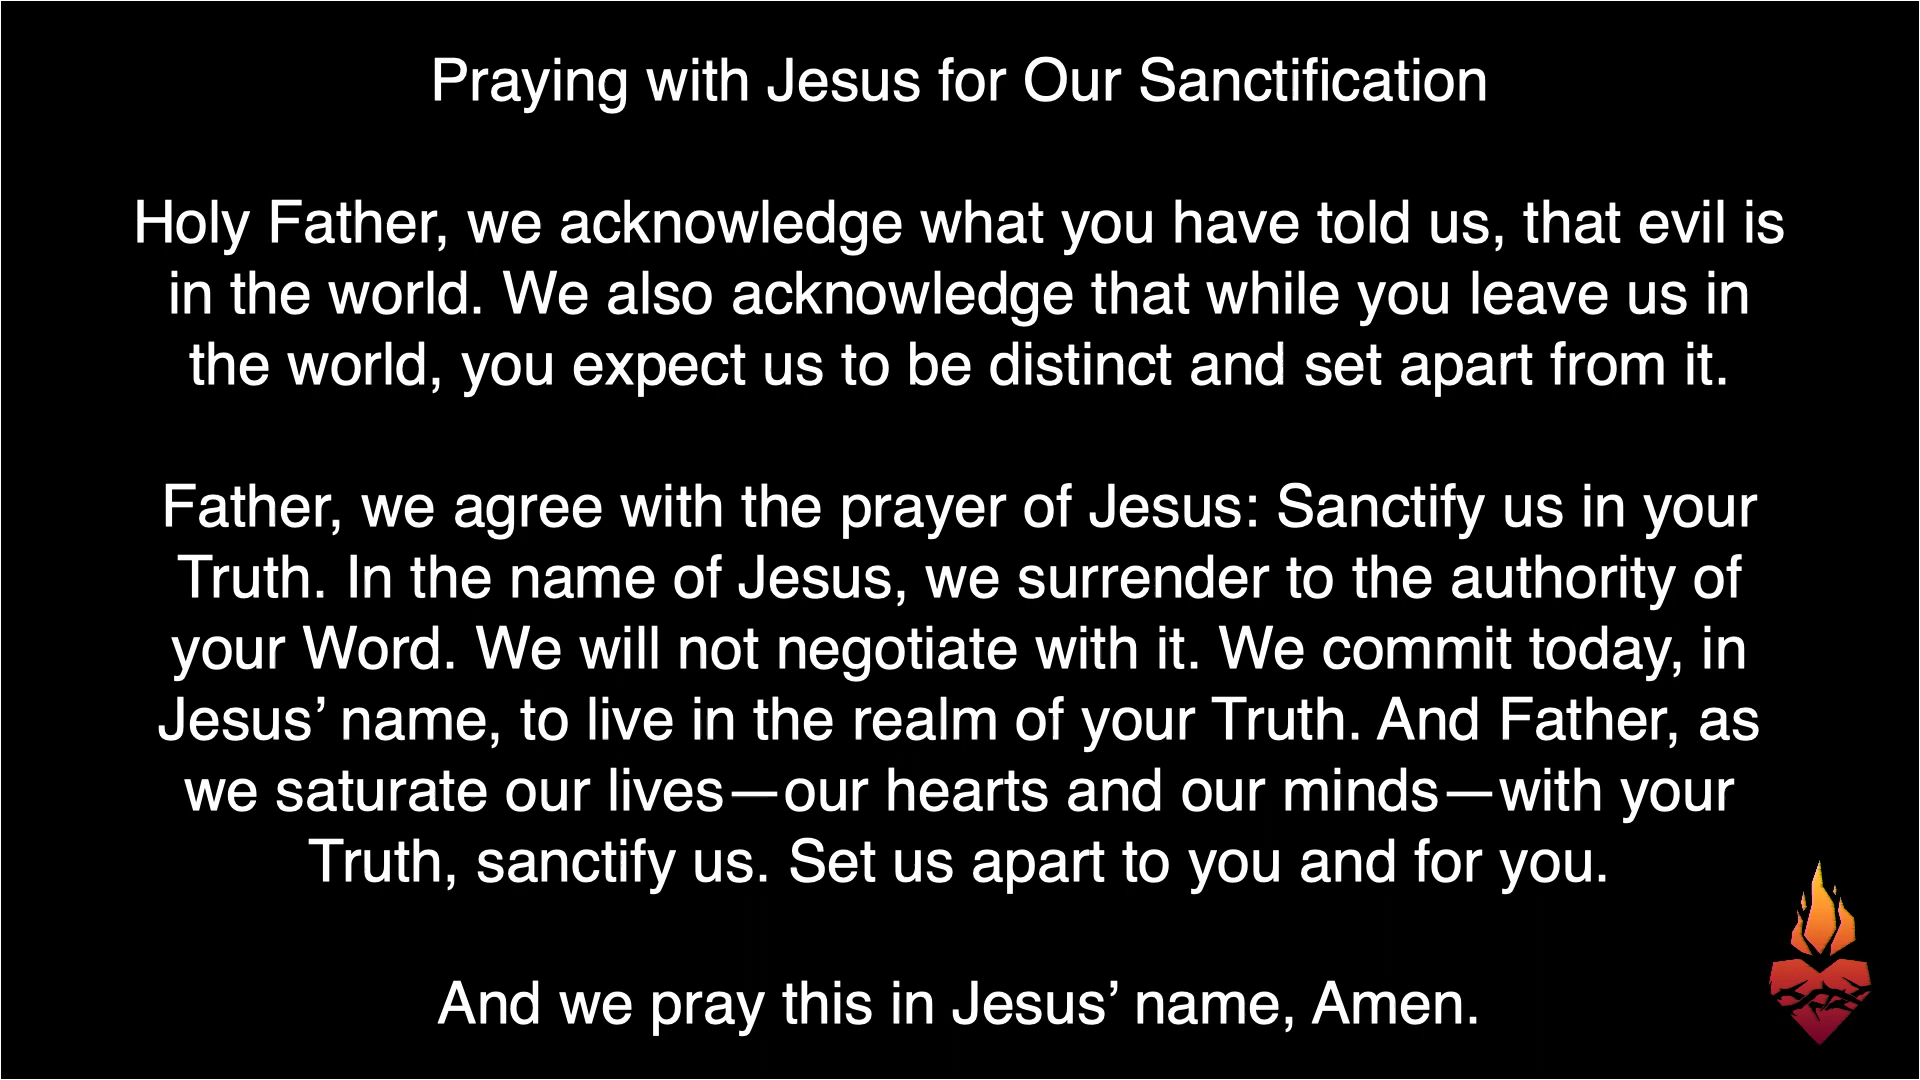 Praying with Jesus for Our Sanctification
Holy Father, we acknowledge what you have told us, that evil is
in the world. We also acknowledge that while you leave us in
the world, you expect us to be distinct and set apart from it.
Father, we agree with the prayer of Jesus: Sanctify us in your
Truth. In the name of Jesus, we surrender to the authority of
your Word. We will not negotiate with it. We commit today, in
Jesus’ name, to live in the realm of your Truth. And Father, as
we saturate our lives—our hearts and our minds—with your
Truth, sanctify us. Set us apart to you and for you.
And we pray this in Jesus’ name, Amen.